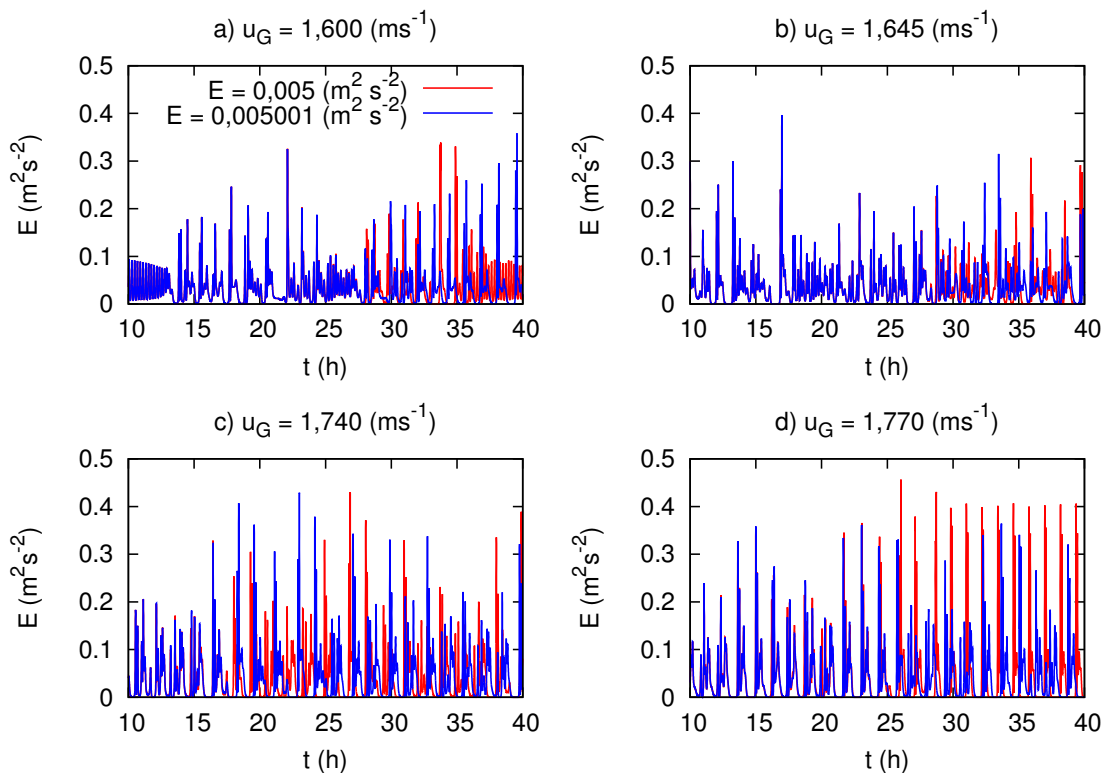 a) u_G = 1,600 (ms^-1)
E (m^2s^-2)
0.5
0.4
0.3
0.2
0.1
0
E = 0,005 (m^2 s^-2)
E = 0,005001 (m^2 s^-2)
10 15 20 25 30 35 40
t (h)
b) u_G = 1,645 (ms^-1)
E (m^2s^-2)
0.5
0.4
0.3
0.2
0.1
0
10 15 20 25 30 35 40
t (h)
c) u_G = 1,740 (ms^-1)
E (m^2s^-2)
0.5
0.4
0.3
0.2
0.1
0
10 15 20 25 30 35 40
t (h)
d) u_G = 1,770 (ms^-1)
E (m^2s^-2)
0.5
0.4
0.3
0.2
0.1
0
10 15 20 25 30 35 40
t (h)